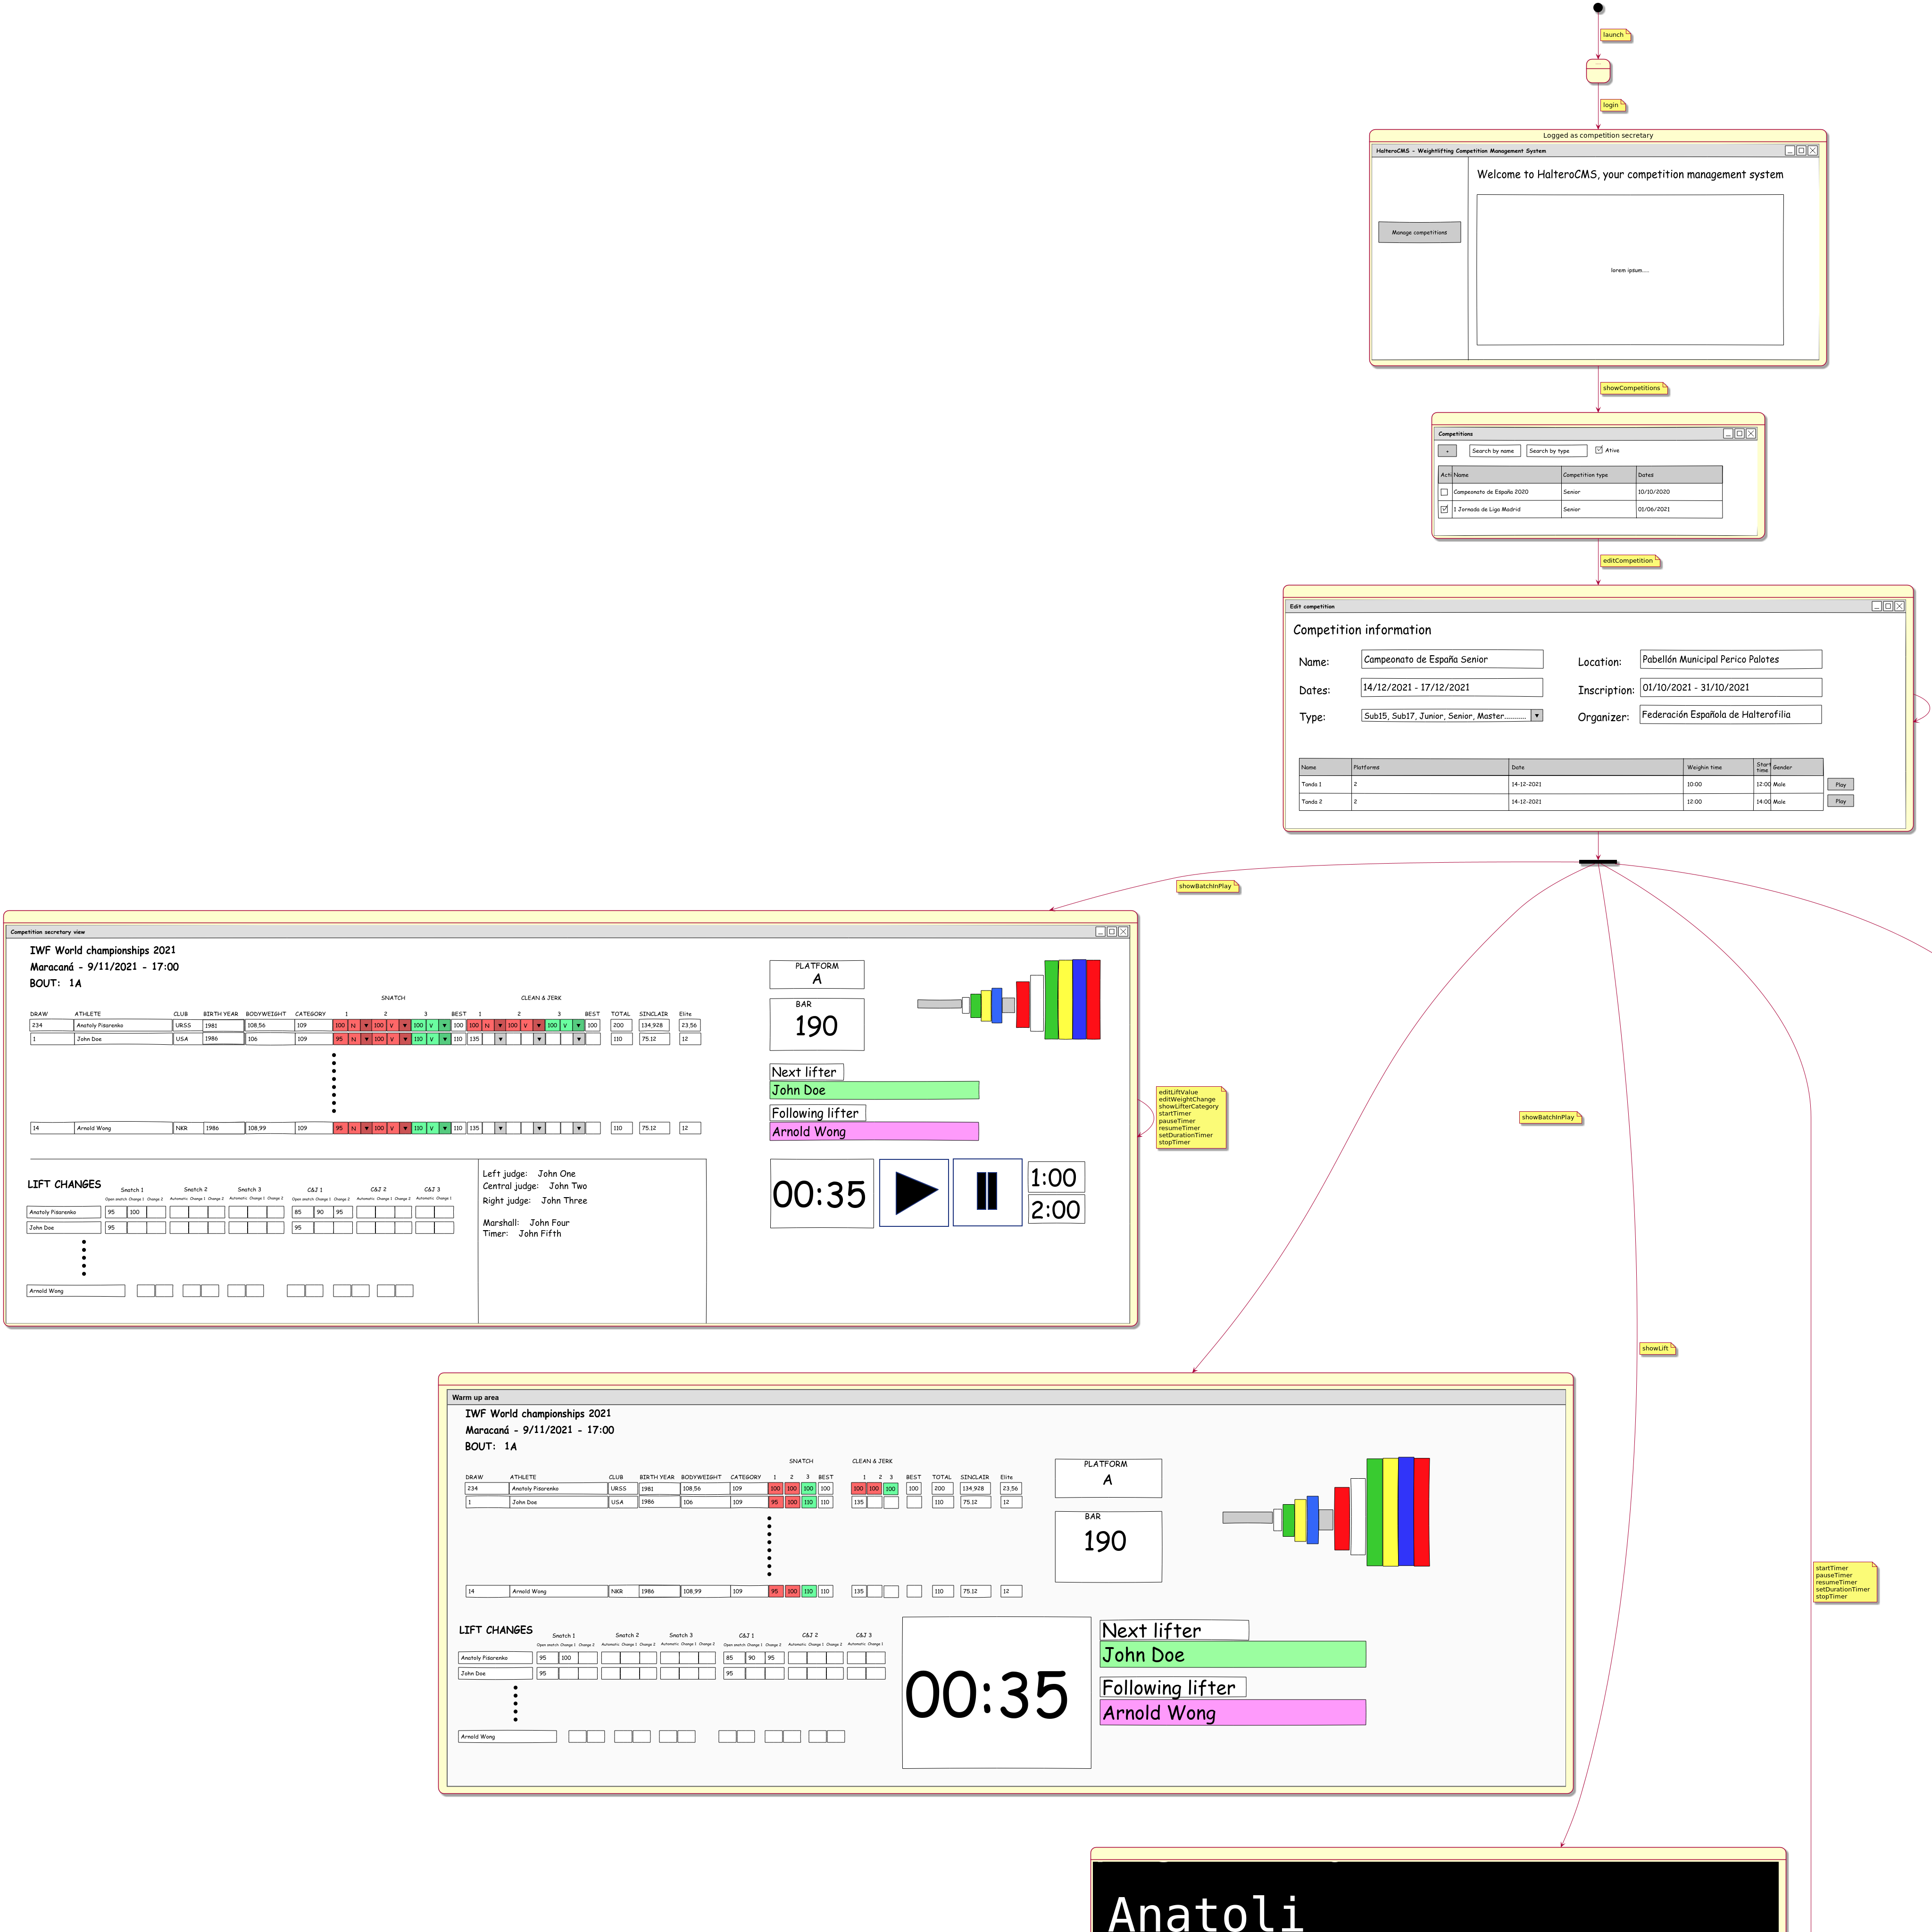 launch
login
Logged as competition secretary
HalteroCMS - Weightlifting Competition Management System
Welcome to HalteroCMS, your competition management system
Manage competitions
lorem ipsum.....
showCompetitions
Competitions
+ Search by name Search by type Ative
Acti Name Competition type Dates
Campeonato de España 2020 Senior 10/10/2020
1 Jornada de Liga Madrid Senior 01/06/2021
editCompetition
Edit competition
Competition information
Name: Campeonato de España Senior Location: Pabellón Municipal Perico Palotes
Dates: 14/12/2021 - 17/12/2021 Inscription: 01/10/2021 - 31/10/2021
Type: Sub15, Sub17, Junior, Senior, Master........... Organizer: Federación Española de Halterofilia
Name Platforms Date Weighin time Start time Gender
Tanda 1 2 14-12-2021 10:00 12:00 Male Play
Tanda 2 2 14-12-2021 12:00 14:00 Male Play
showBatchInPlay
Competition secretary view
IWF World championships 2021
Maracaná - 9/11/2021 - 17:00
BOUT: 1A
SNATCH CLEAN & JERK
DRAW ATHLETE CLUB BIRTH YEAR BODYWEIGHT CATEGORY 1 2 3 BEST 1 2 3 BEST TOTAL SINCLAIR Elite
234 Anatoly Pisarenko URSS 1981 108,56 109 100 N 100 V 100 V 100 100 N 100 V 100 V 100 200 134,928 23,56
1 John Doe USA 1986 106 109 95 N 100 V 110 V 110 135 110 75.12 12
14 Arnold Wong NKR 1986 108,99 109 95 N 100 V 110 V 110 135 110 75.12 12
PLATFORM
A
BAR
190
Next lifter
John Doe
Following lifter
Arnold Wong
00:35
1:00
2:00
LIFT CHANGES
Snatch 1 Snatch 2 Snatch 3 C&J 1 C&J 2 C&J 3
Open snatch Change 1 Change 2 Automatic Change 1 Change 2 Automatic Change 1 Change 2 Open snatch Change 1 Change 2 Automatic Change 1 Change 2 Automatic Change 1
Anatoly Pisarenko 95 100 85 90 95
John Doe 95 95
Arnold Wong
Left judge: John One
Central judge: John Two
Right judge: John Three
Marshall: John Four
Timer: John Fifth
editLiftValue
editWeightChange
showLifterCategory
startTimer
pauseTimer
resumeTimer
setDurationTimer
stopTimer
showBatchInPlay
showLift
Warm up area
IWF World championships 2021
Maracaná - 9/11/2021 - 17:00
BOUT: 1A
SNATCH CLEAN & JERK
DRAW ATHLETE CLUB BIRTH YEAR BODYWEIGHT CATEGORY 1 2 3 BEST 1 2 3 BEST TOTAL SINCLAIR Elite
234 Anatoly Pisarenko URSS 1981 108,56 109 100 100 100 100 100 100 100 100 200 134,928 23,56
1 John Doe USA 1986 106 109 95 100 110 110 135 110 75.12 12
14 Arnold Wong NKR 1986 108,99 109 95 100 110 110 135 110 75.12 12
PLATFORM
A
BAR
190
LIFT CHANGES
Snatch 1 Snatch 2 Snatch 3 C&J 1 C&J 2 C&J 3
Open snatch Change 1 Change 2 Automatic Change 1 Change 2 Automatic Change 1 Change 2 Open snatch Change 1 Change 2 Automatic Change 1 Change 2 Automatic Change 1
Anatoly Pisarenko 95 100 85 90 95
John Doe 95 95
Arnold Wong
00:35
Next lifter
John Doe
Following lifter
Arnold Wong
startTimer
pauseTimer
resumeTimer
setDurationTimer
stopTimer
Anatoli